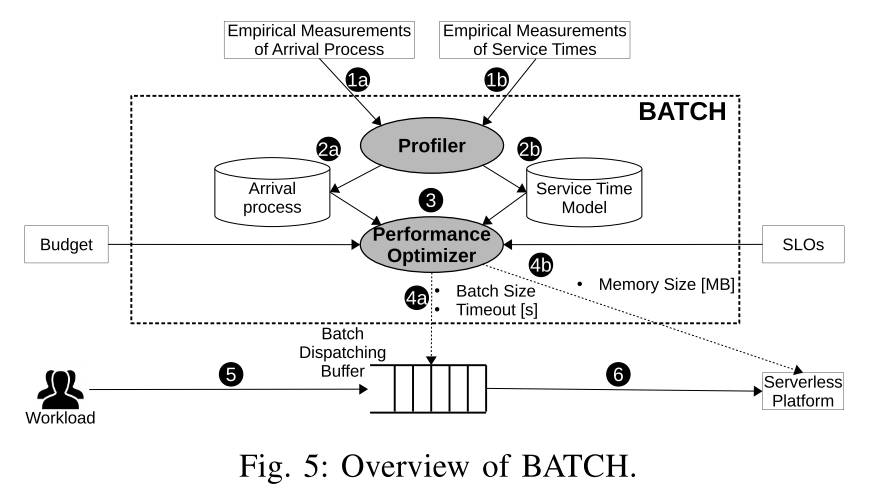 Empirical Measurements
of Arrival Process
Empirical Measurements
of Service Times
1a
1b
BATCH
Profiler
2a
2b
Arrival
process
3
Service Time
Model
Budget
Performance
Optimizer
SLOs
4b
4a
• Batch Size
• Timeout [s]
• Memory Size [MB]
Batch
Dispatching
Buffer
5
6
Workload
Serverless
Platform
Fig. 5: Overview of BATCH.